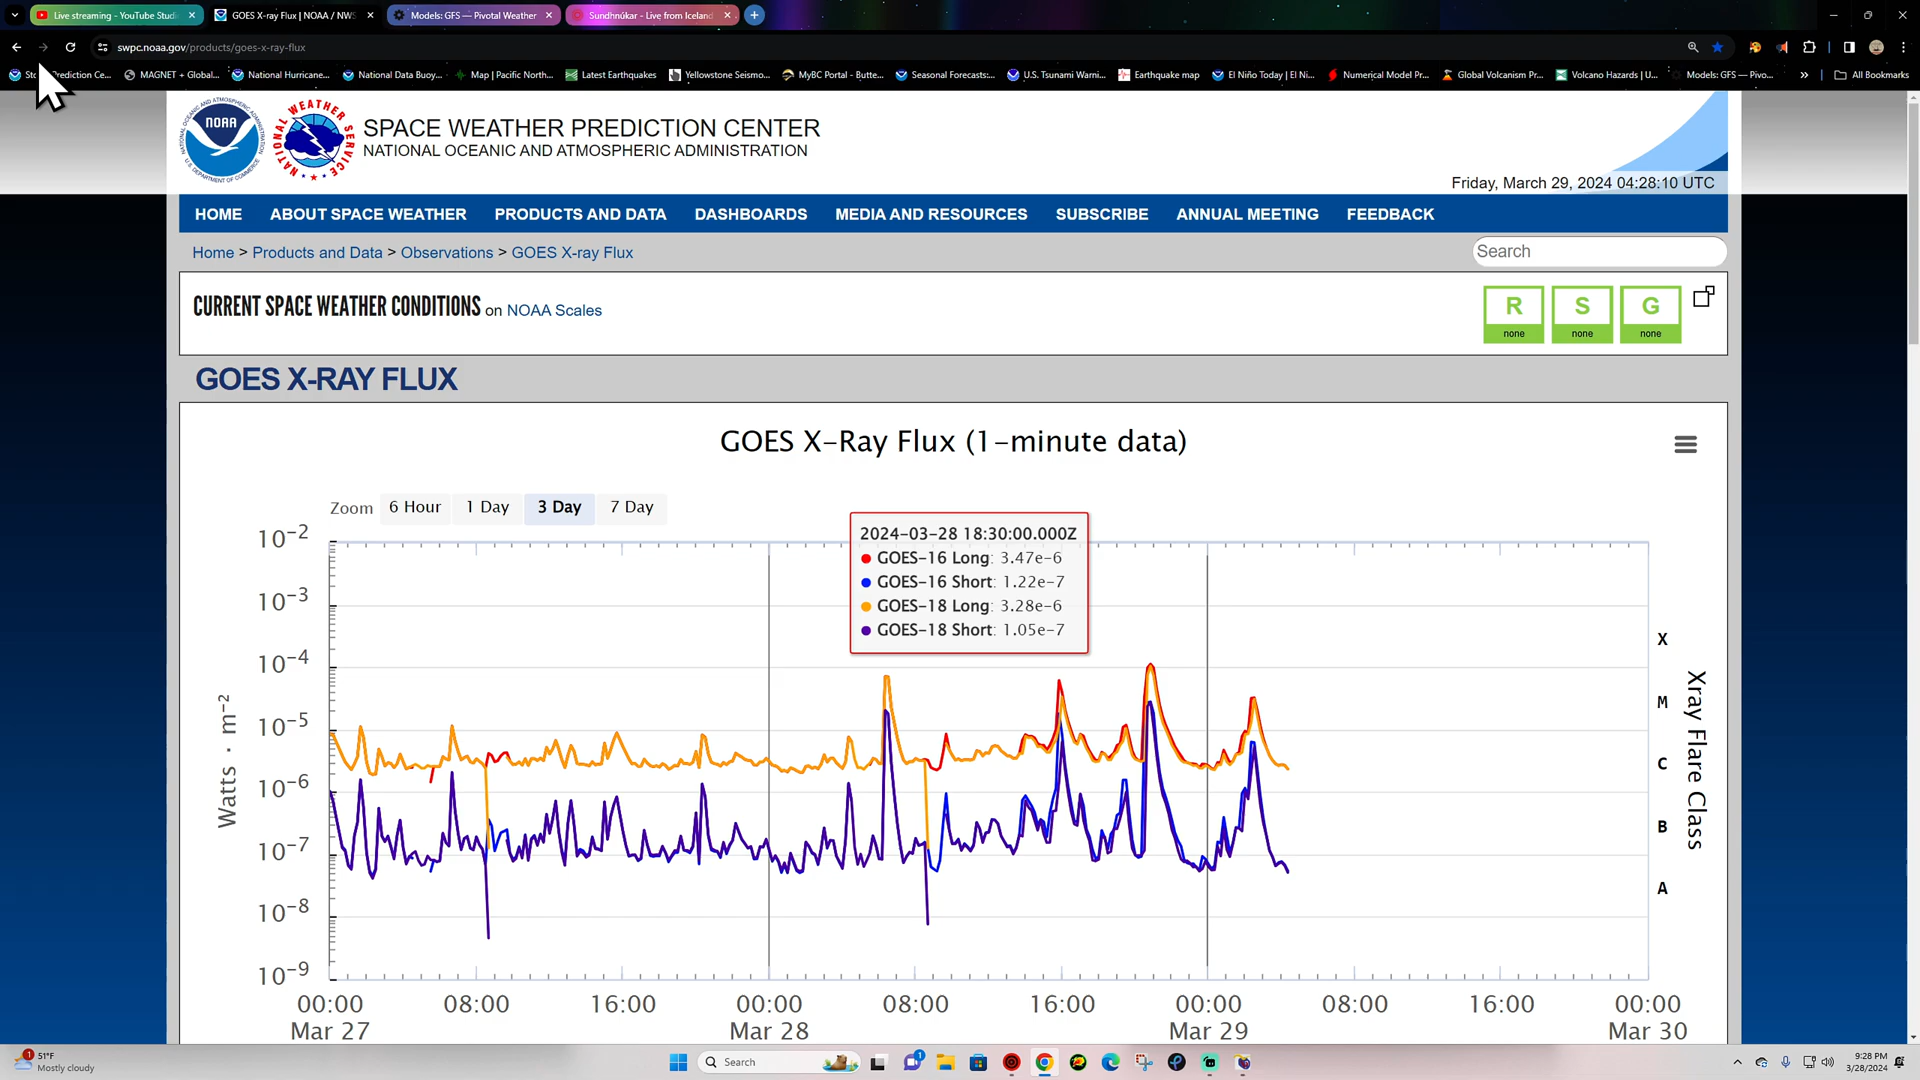 Live streaming - YouTube Studi
GOES X-ray Flux | NOAA / NWS
Models: GFS — Pivotal Weather
Sundhnúkar - Live from Iceland
swpc.noaa.gov/products/goes-x-ray-flux
Prediction Ce...
MAGNET + Global...
National Hurricane...
National Data Buoy...
Map | Pacific North...
Latest Earthquakes
Yellowstone Seismo...
MyBC Portal - Butte...
Seasonal Forecasts:...
U.S. Tsunami Warni...
Earthquake map
El Niño Today | El Ni...
Numerical Model Pr...
Global Volcanism Pr...
Volcano Hazards | U...
Models: GFS — Pivo...
All Bookmarks
NOAA
NATIONAL OCEANIC AND ATMOSPHERIC ADMINISTRATION
U.S. DEPARTMENT OF COMMERCE
NATIONAL WEATHER SERVICE
SPACE WEATHER PREDICTION CENTER
NATIONAL OCEANIC AND ATMOSPHERIC ADMINISTRATION
Friday, March 29, 2024 04:28:10 UTC
HOME ABOUT SPACE WEATHER PRODUCTS AND DATA DASHBOARDS MEDIA AND RESOURCES SUBSCRIBE ANNUAL MEETING FEEDBACK
Home > Products and Data > Observations > GOES X-ray Flux
Search
CURRENT SPACE WEATHER CONDITIONS on NOAA Scales
R S G
none none none
GOES X-RAY FLUX
GOES X-Ray Flux (1-minute data)
Zoom 6 Hour 1 Day 3 Day 7 Day
2024-03-28 18:30:00.000Z
GOES-16 Long: 3.47e-6
GOES-16 Short: 1.22e-7
GOES-18 Long: 3.28e-6
GOES-18 Short: 1.05e-7
10⁻²
10⁻³
10⁻⁴
10⁻⁵
10⁻⁶
10⁻⁷
10⁻⁸
10⁻⁹
Watts · m⁻²
X
M
C
B
A
Xray Flare Class
00:00 08:00 16:00 00:00 08:00 16:00 00:00 08:00 16:00 00:00
Mar 27 Mar 28 Mar 29 Mar 30
1
51°F
Mostly cloudy
Search
1
9:28 PM
3/28/2024